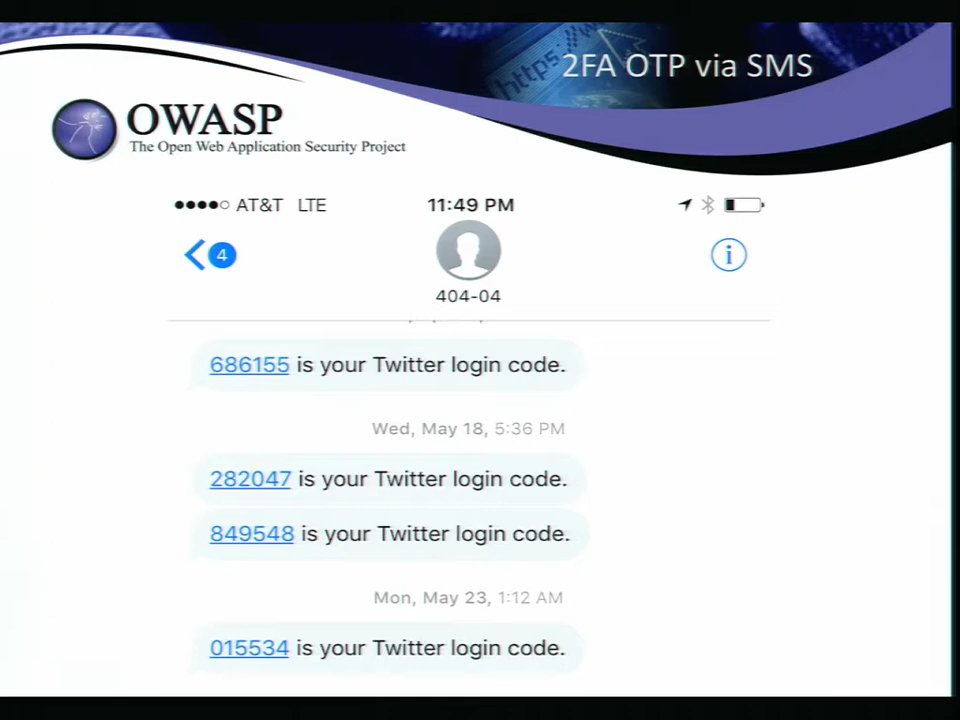 2FA OTP via SMS
https
OWASP
The Open Web Application Security Project
AT&T LTE 11:49 PM
4
404-04
686155 is your Twitter login code.
Wed, May 18, 5:36 PM
282047 is your Twitter login code.
849548 is your Twitter login code.
Mon, May 23, 1:12 AM
015534 is your Twitter login code.